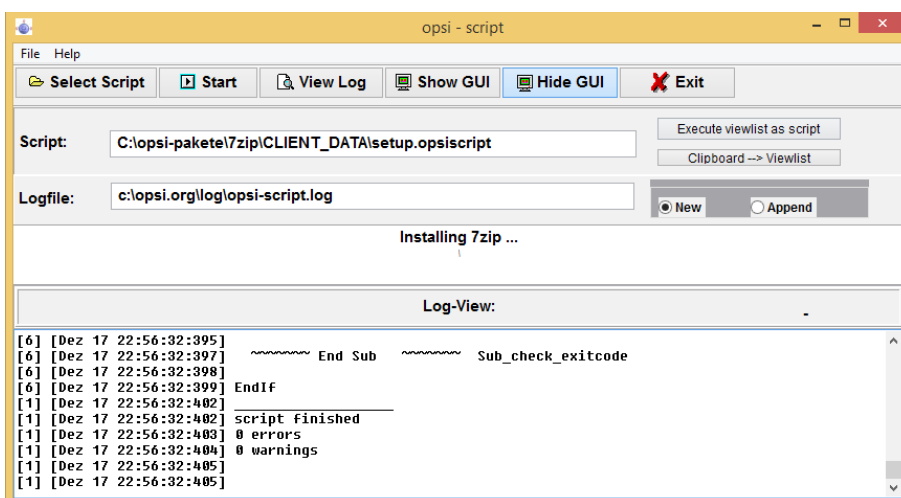 opsi - script
File Help
Select Script Start View Log Show GUI Hide GUI Exit
Script: C:\opsi-pakete\7zip\CLIENT_DATA\setup.opsiscript
Execute viewlist as script
Clipboard --> Viewlist
Logfile: c:\opsi.org\log\opsi-script.log
New Append
Installing 7zip ...
\
Log-View: -
[6] [Dez 17 22:56:32:395]
[6] [Dez 17 22:56:32:397] ~~~~~~~ End Sub ~~~~~~~ Sub_check_exitcode
[6] [Dez 17 22:56:32:398]
[6] [Dez 17 22:56:32:399] EndIf
[1] [Dez 17 22:56:32:402] ____________________
[1] [Dez 17 22:56:32:402] script finished
[1] [Dez 17 22:56:32:403] 0 errors
[1] [Dez 17 22:56:32:404] 0 warnings
[1] [Dez 17 22:56:32:405]
[1] [Dez 17 22:56:32:405]